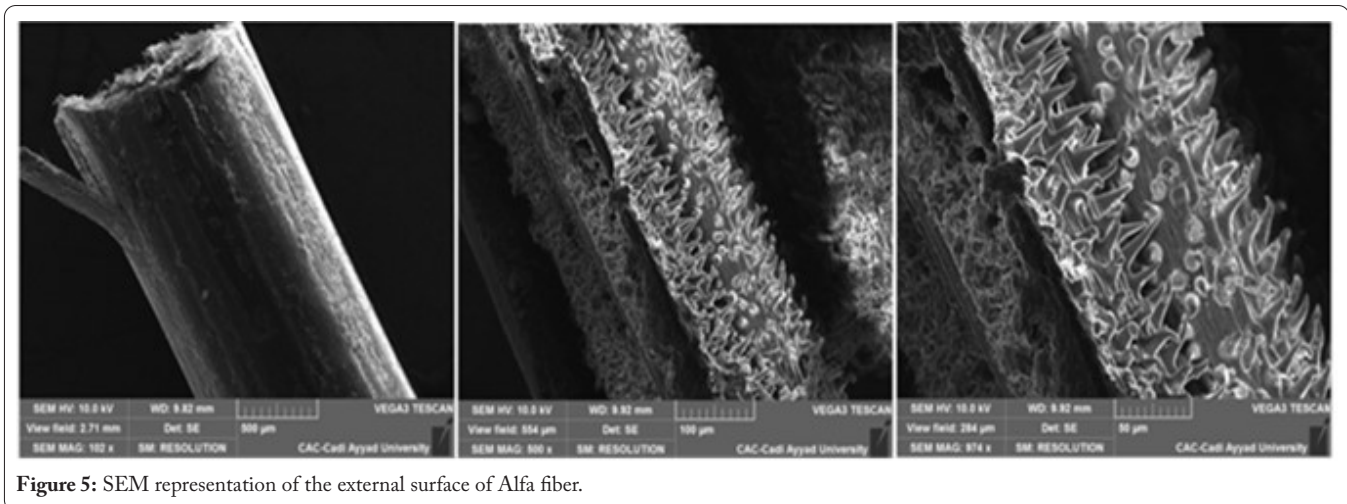 SEM HV: 10.0 kV WD: 9.82 mm VEGA3 TESCAN
View field: 2.71 mm Det: SE 500 µm
SEM MAG: 102 x SM: RESOLUTION CAC-Cadi Ayyad University
SEM HV: 10.0 kV WD: 9.92 mm VEGA3 TESCAN
View field: 554 µm Det: SE 100 µm
SEM MAG: 500 x SM: RESOLUTION CAC-Cadi Ayyad University
SEM HV: 10.0 kV WD: 9.92 mm VEGA3 TESCAN
View field: 284 µm Det: SE 50 µm
SEM MAG: 974 x SM: RESOLUTION CAC-Cadi Ayyad University
Figure 5: SEM representation of the external surface of Alfa fiber.